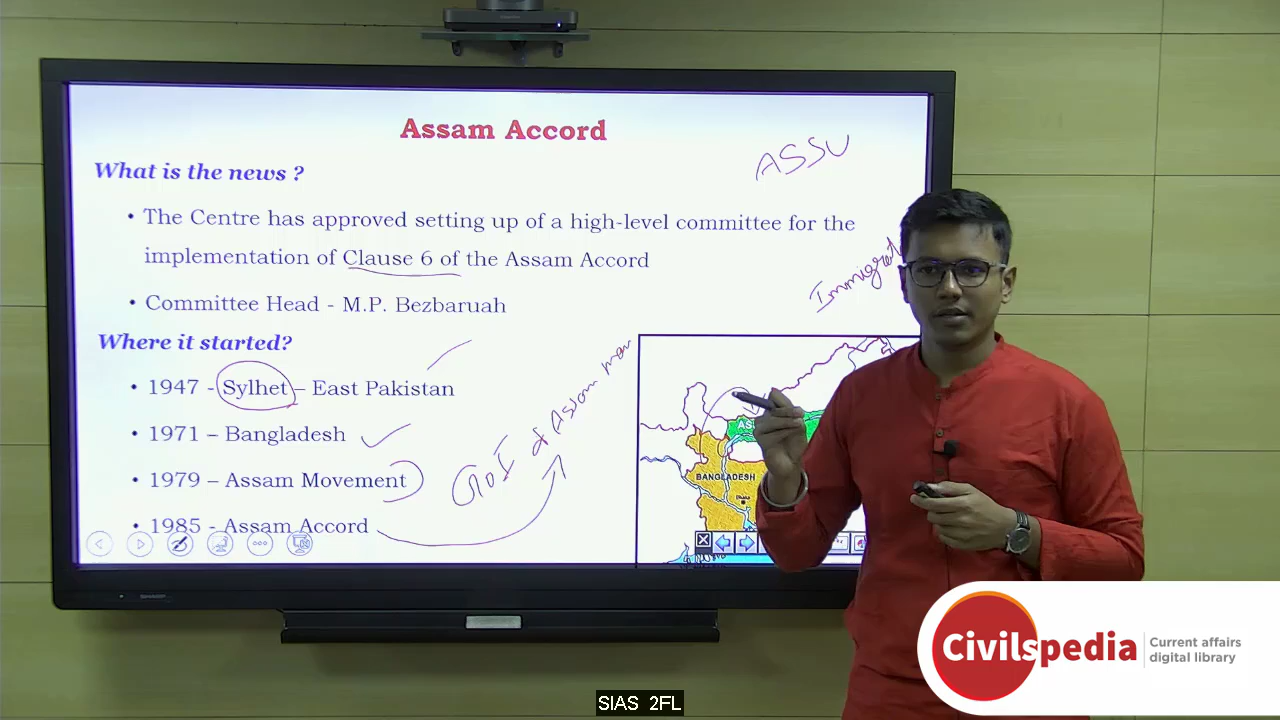 Assam Accord
ASSU
What is the news ?
• The Centre has approved setting up of a high-level committee for the
implementation of Clause 6 of the Assam Accord
Immigrat
• Committee Head - M.P. Bezbaruah
Where it started?
• 1947 - Sylhet – East Pakistan
• 1971 – Bangladesh
• 1979 – Assam Movement
• 1985 - Assam Accord
GoI & Assam mov
AS
BANGLADESH
Dhaka
SHARP
Civilspedia
Current affairs
digital library
SIAS 2FL